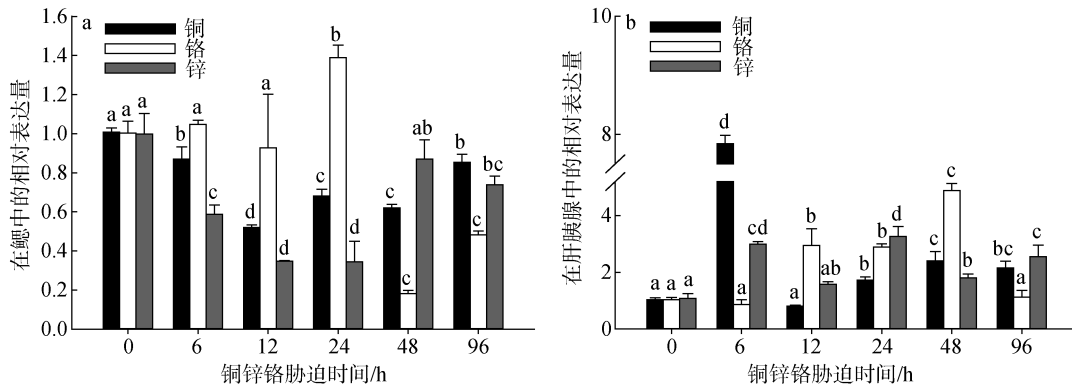 a
铜
铬
锌
在鳃中的相对表达量
1.6
1.4
1.2
1.0
0.8
0.6
0.4
0.2
0.0
a a a
b a c
d a d
c b d
c c ab
b c bc
0 6 12 24 48 96
铜锌铬胁迫时间/h
b
铜
铬
锌
在肝胰腺中的相对表达量
10
8
4
2
0
a a a
d a cd
a b ab
b b d
c c b
bc a c
0 6 12 24 48 96
铜锌铬胁迫时间/h